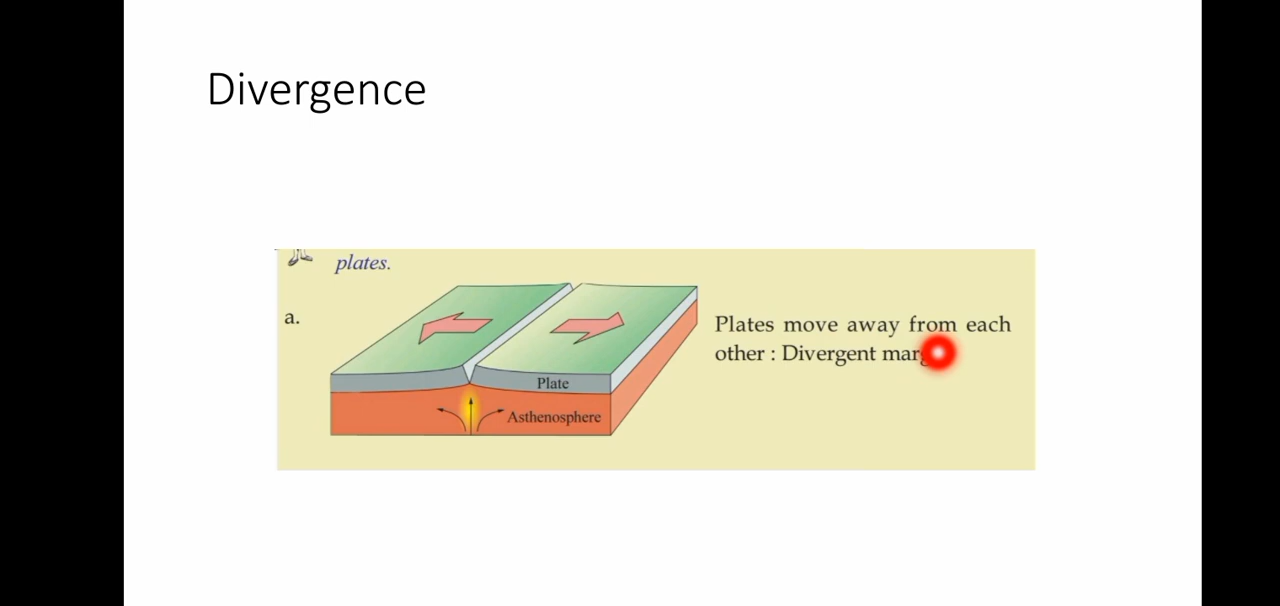 Divergence
plates.
a.
Plates move away from each
other : Divergent
Plate
Asthenosphere